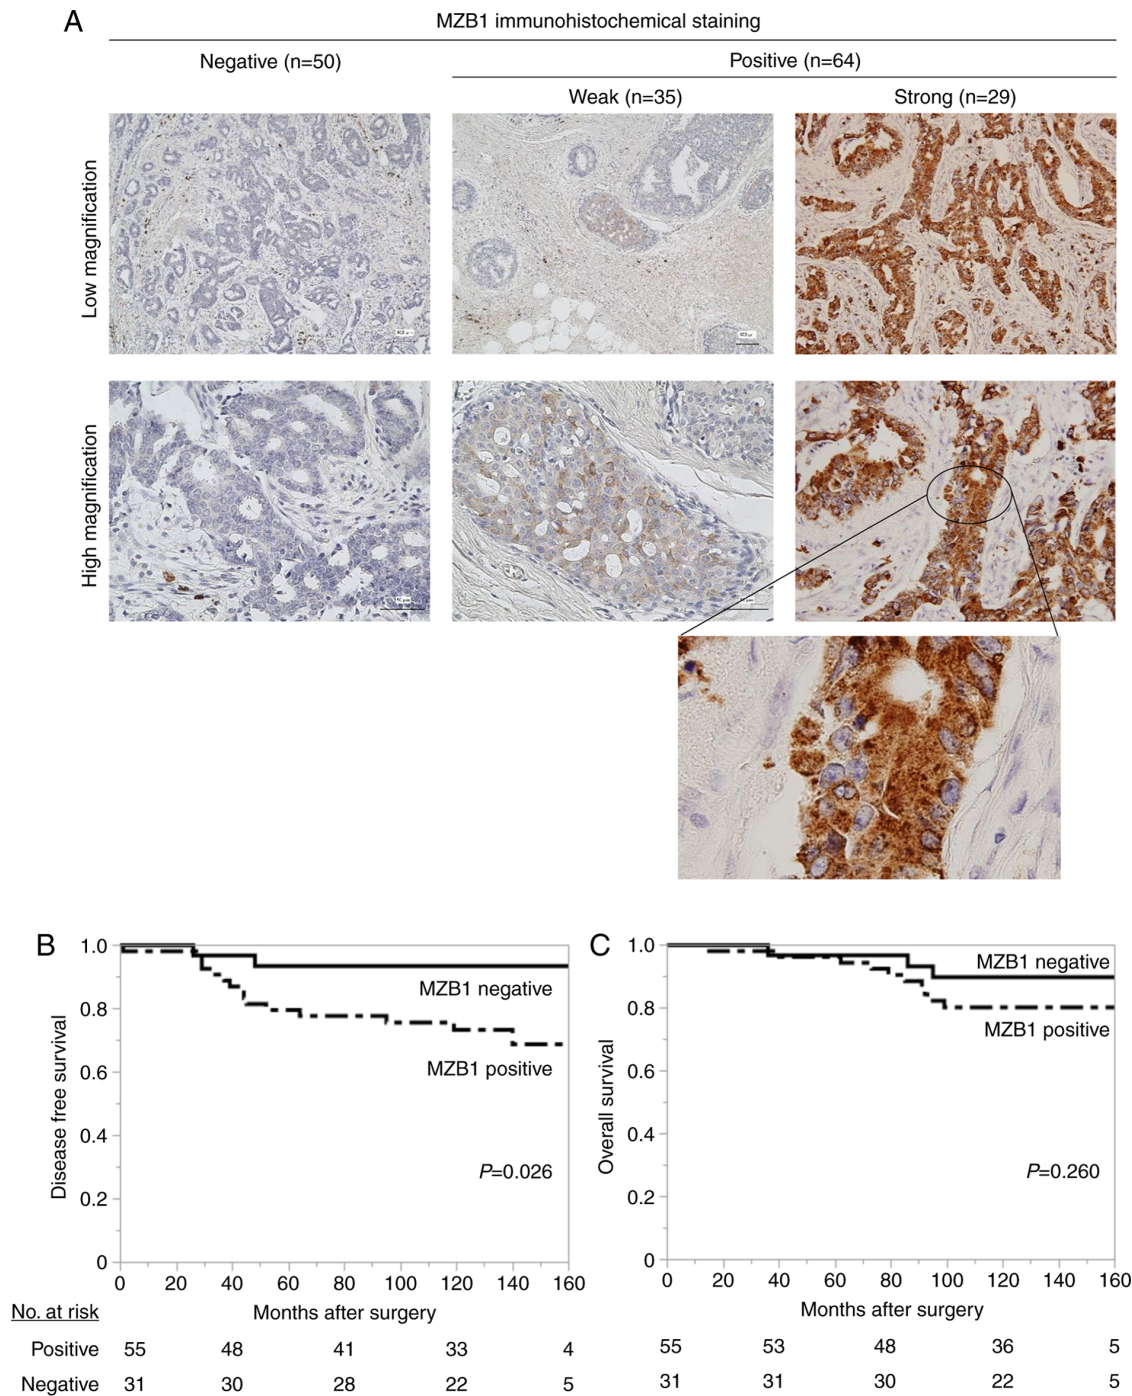 A
MZB1 immunohistochemical staining
Negative (n=50)
Positive (n=64)
Weak (n=35)
Strong (n=29)
Low magnification
High magnification
B
1.0
0.8
0.6
0.4
0.2
0
Disease free survival
MZB1 negative
MZB1 positive
P=0.026
0 20 40 60 80 100 120 140 160
Months after surgery
C
1.0
0.8
0.6
0.4
0.2
0
Overall survival
MZB1 negative
MZB1 positive
P=0.260
0 20 40 60 80 100 120 140 160
Months after surgery
No. at risk
Positive 55 48 41 33 4 55 53 48 36 5
Negative 31 30 28 22 5 31 31 30 22 5